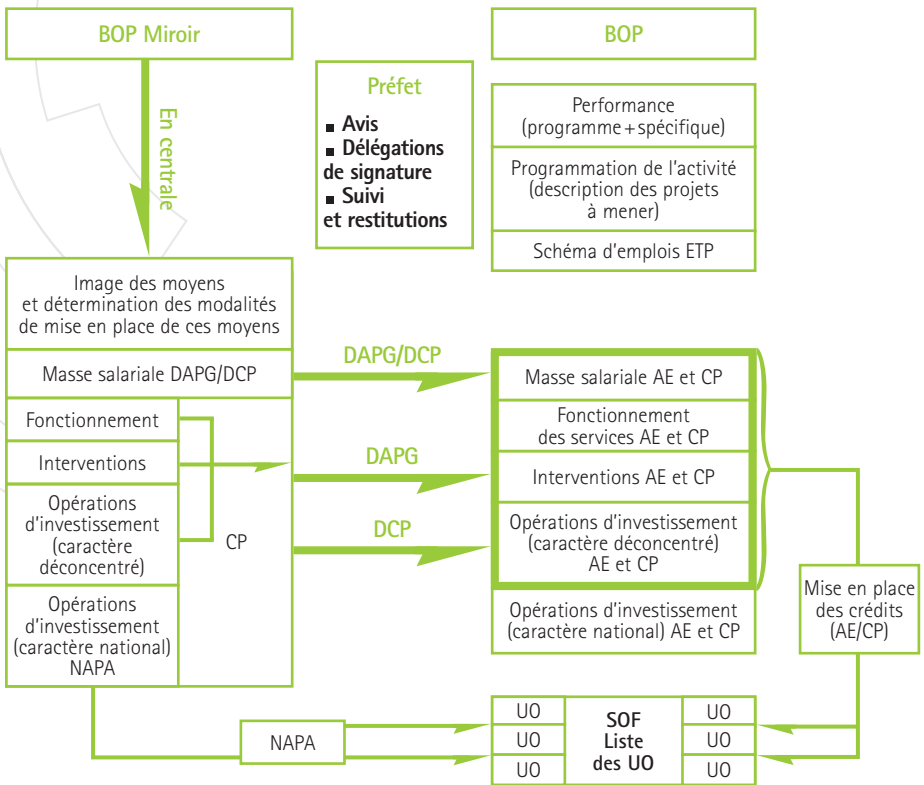 BOP Miroir
En centrale
Image des moyens
et détermination des modalités
de mise en place de ces moyens
Masse salariale DAPG/DCP
Fonctionnement
Interventions
Opérations
d'investissement
(caractère
déconcentré)
Opérations
d'investissement
(caractère national)
NAPA
CP
Préfet
▪ Avis
▪ Délégations
de signature
▪ Suivi
et restitutions
DAPG/DCP
DAPG
DCP
BOP
Performance
(programme+spécifique)
Programmation de l'activité
(description des projets
à mener)
Schéma d'emplois ETP
Masse salariale AE et CP
Fonctionnement
des services AE et CP
Interventions AE et CP
Opérations d'investissement
(caractère déconcentré)
AE et CP
Opérations d'investissement
(caractère national) AE et CP
Mise en place
des crédits
(AE/CP)
NAPA
UO
UO
UO
SOF
Liste
des UO
UO
UO
UO